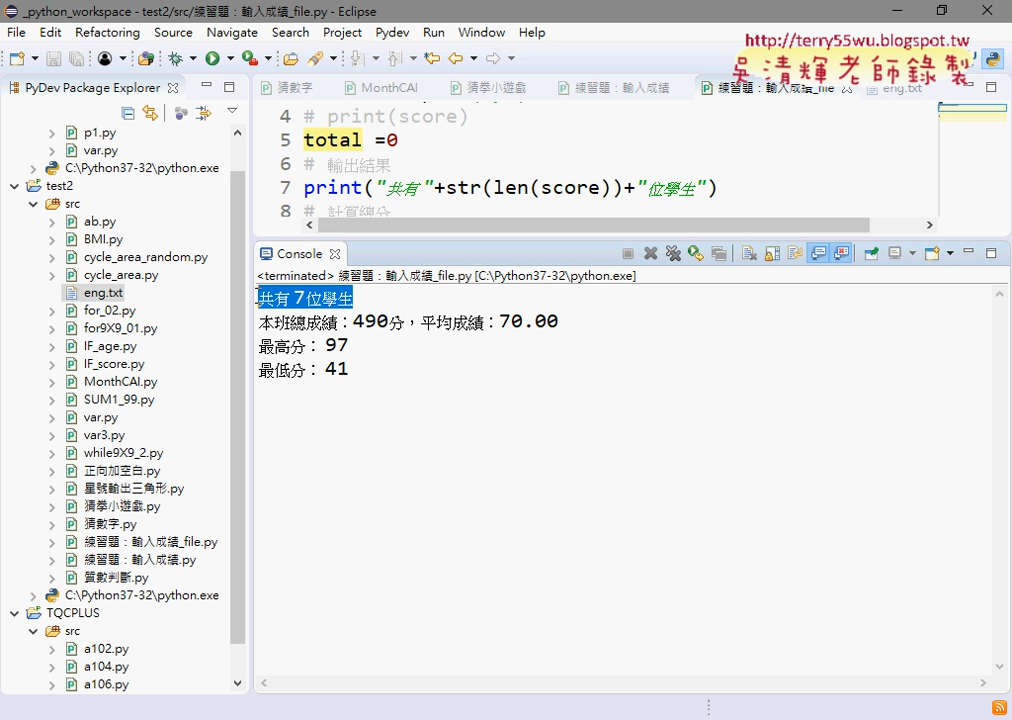 _python_workspace - test2/src/練習題：輸入成績_file.py - Eclipse
File Edit Refactoring Source Navigate Search Project Pydev Run Window Help
http://terry55wu.blogspot.tw
吳清輝老師錄製
PyDev Package Explorer
猜數字 MonthCAI 猜拳小遊戲 練習題：輸入成績 練習題：輸入成績_file eng.txt
p1.py
var.py
C:\Python37-32\python.exe
test2
src
ab.py
BMI.py
cycle_area_random.py
cycle_area.py
eng.txt
for_02.py
for9X9_01.py
IF_age.py
IF_score.py
MonthCAI.py
SUM1_99.py
var.py
var3.py
while9X9_2.py
正向加空白.py
星號輸出三角形.py
猜拳小遊戲.py
猜數字.py
練習題：輸入成績_file.py
練習題：輸入成績.py
質數判斷.py
C:\Python37-32\python.exe
TQCPLUS
src
a102.py
a104.py
a106.py
4 # print(score)
5 total =0
6 # 輸出結果
7 print("共有"+str(len(score))+"位學生")
8 # 計算總分
Console
<terminated> 練習題：輸入成績_file.py [C:\Python37-32\python.exe]
共有7位學生
本班總成績：490分，平均成績：70.00
最高分： 97
最低分： 41